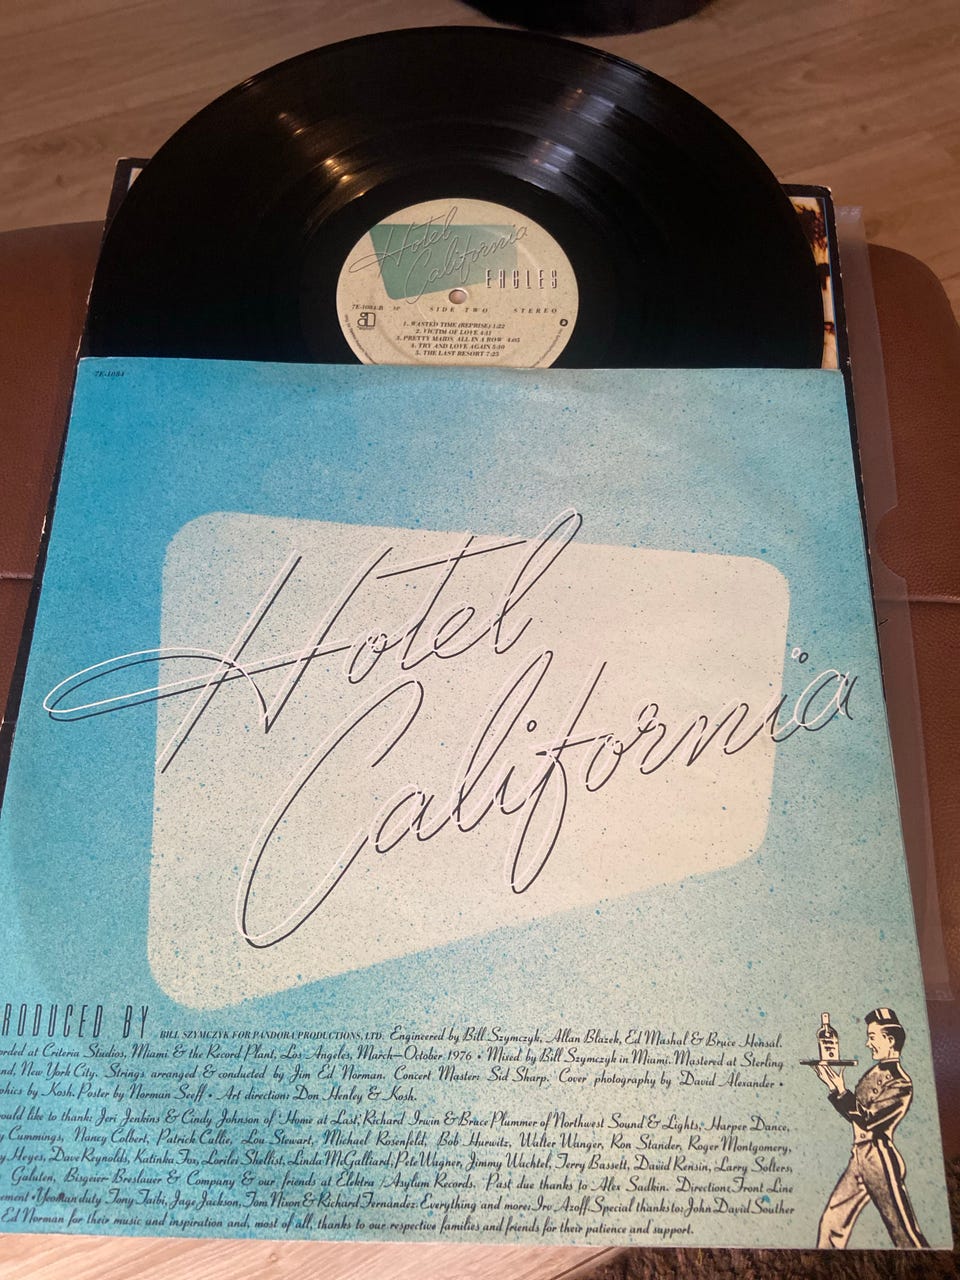 Hotel
California
EAGLES
7E-1084-B SP SIDE TWO STEREO
1. WASTED TIME (REPRISE) 1:22
2. VICTIM OF LOVE 4:11
3. PRETTY MAIDS ALL IN A ROW 4:05
4. TRY AND LOVE AGAIN 5:10
5. THE LAST RESORT 7:25
7E-1084
Hotel
California
RODUCED BY BILL SZYMCZYK FOR PANDORA PRODUCTIONS, LTD. Engineered by Bill Szymczyk, Allan Blazek, Ed Mashal & Bruce Hensal.
orded at Criteria Studios, Miami & the Record Plant, Los Angeles, March—October 1976 • Mixed by Bill Szymczyk in Miami. Mastered at Sterling
nd, New York City. Strings arranged & conducted by Jim Ed Norman. Concert Master: Sid Sharp. Cover photography by David Alexander •
phics by Kosh. Poster by Norman Seeff • Art direction: Don Henley & Kosh.
ould like to thank: Jeri Jenkins & Cindy Johnson of 'Home at Last,' Richard Irwin & Bruce Plummer of Northwest Sound & Lights, Harper Dance,
y Cummings, Nancy Colbert, Patrick Cullie, Lou Stewart, Michael Rosenfeld, Bob Hurwitz, Walter Wanger, Ron Stander, Roger Montgomery,
y Heyes, Dave Reynolds, Katinka Fox, Lorilei Shellist, Linda McGalliard, Pete Wagner, Jimmy Wachtel, Terry Bassett, David Rensin, Larry Solters,
Galuten, Bisgeier Breslauer & Company & our friends at Elektra/Asylum Records. Past due thanks to Alex Sadkin. Direction: Front Line
ement • Yeoman duty Tony Taibi, Jage Jackson, Tom Nixon & Richard Fernandez. Everything and more: Irv Azoff. Special thanks to: John David Souther
Ed Norman for their music and inspiration and, most of all, thanks to our respective families and friends for their patience and support.